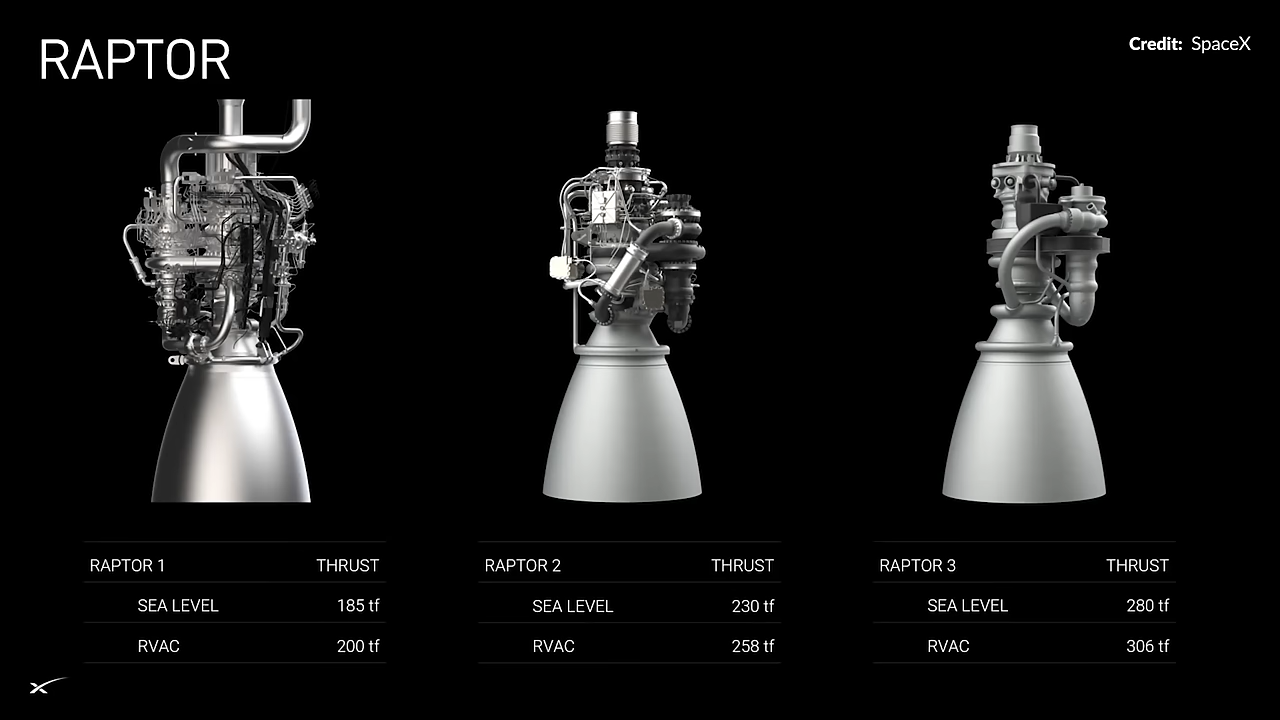 RAPTOR
Credit: SpaceX
RAPTOR 1 THRUST
SEA LEVEL 185 tf
RVAC 200 tf
RAPTOR 2 THRUST
SEA LEVEL 230 tf
RVAC 258 tf
RAPTOR 3 THRUST
SEA LEVEL 280 tf
RVAC 306 tf